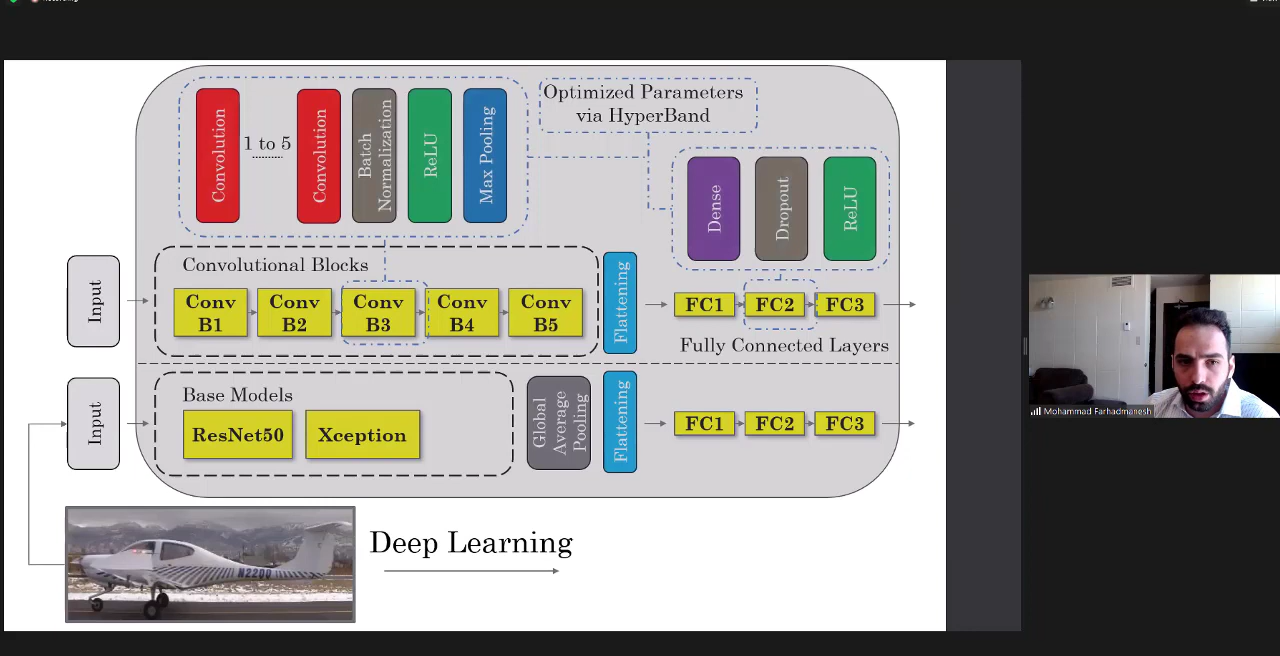 Recording
View
Optimized Parameters
via HyperBand
Convolution
1 to 5
Convolution
Batch
Normalization
ReLU
Max Pooling
Dense
Dropout
ReLU
Input
Convolutional Blocks
Conv
B1
Conv
B2
Conv
B3
Conv
B4
Conv
B5
Flattening
FC1
FC2
FC3
Fully Connected Layers
Input
Base Models
ResNet50
Xception
Global
Average
Pooling
Flattening
FC1
FC2
FC3
Mohammad Farhadmanesh
Deep Learning